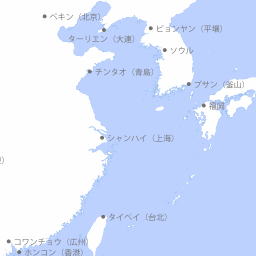 ペキン（北京）
ターリエン（大連）
ピョンヤン（平壌）
ソウル
チンタオ（青島）
プサン（釜山）
福岡
シャンハイ（上海）
タイペイ（台北）
コワンチョウ（広州）
ホンコン（香港）